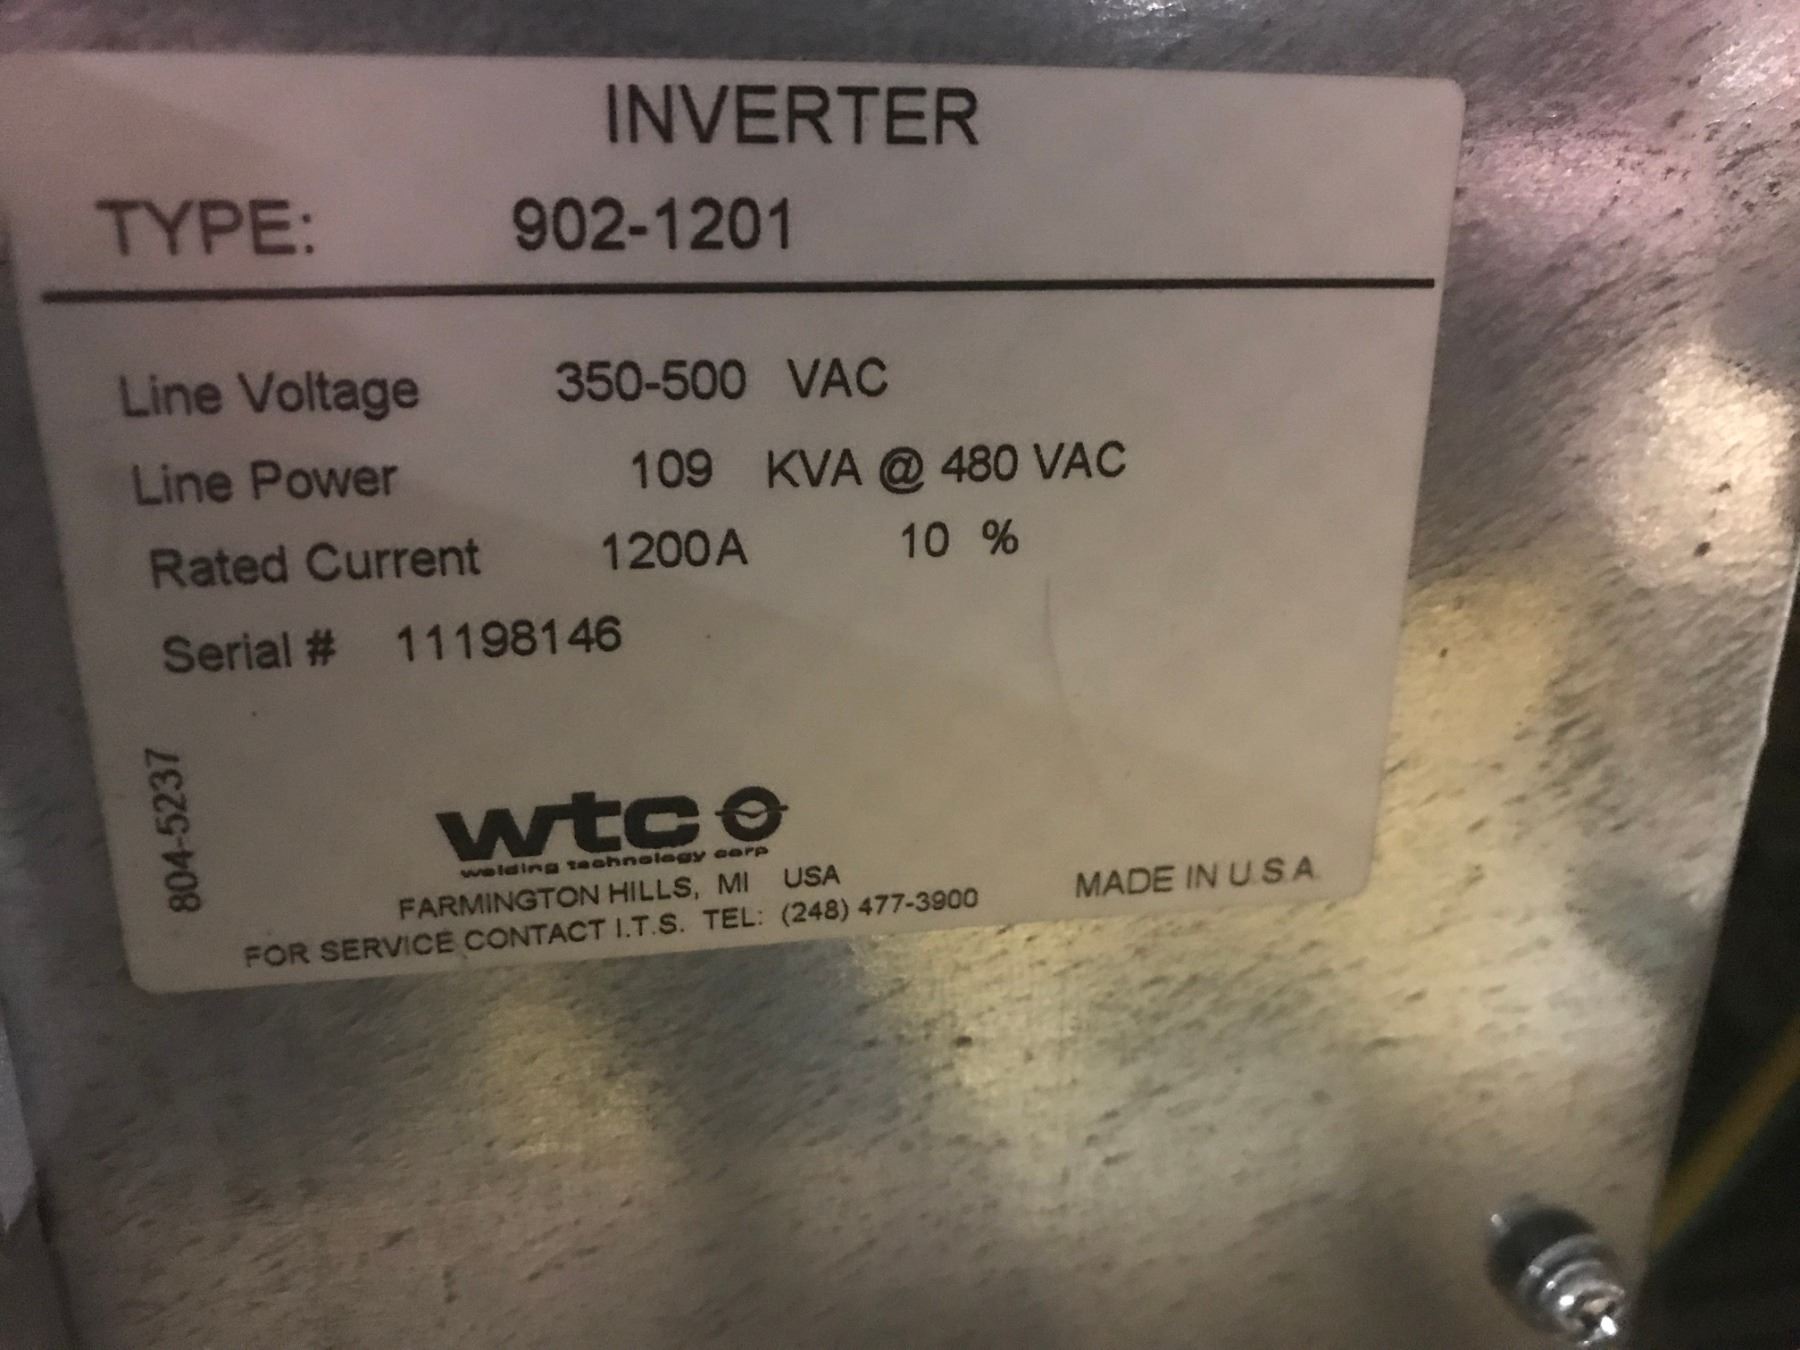 INVERTER
TYPE: 902-1201
Line Voltage 350-500 VAC
Line Power 109 KVA @ 480 VAC
Rated Current 1200A 10 %
Serial # 11198146
804-5237
wtc
welding technology corp
FARMINGTON HILLS, MI USA
FOR SERVICE CONTACT I.T.S. TEL: (248) 477-3900
MADE IN U.S.A.